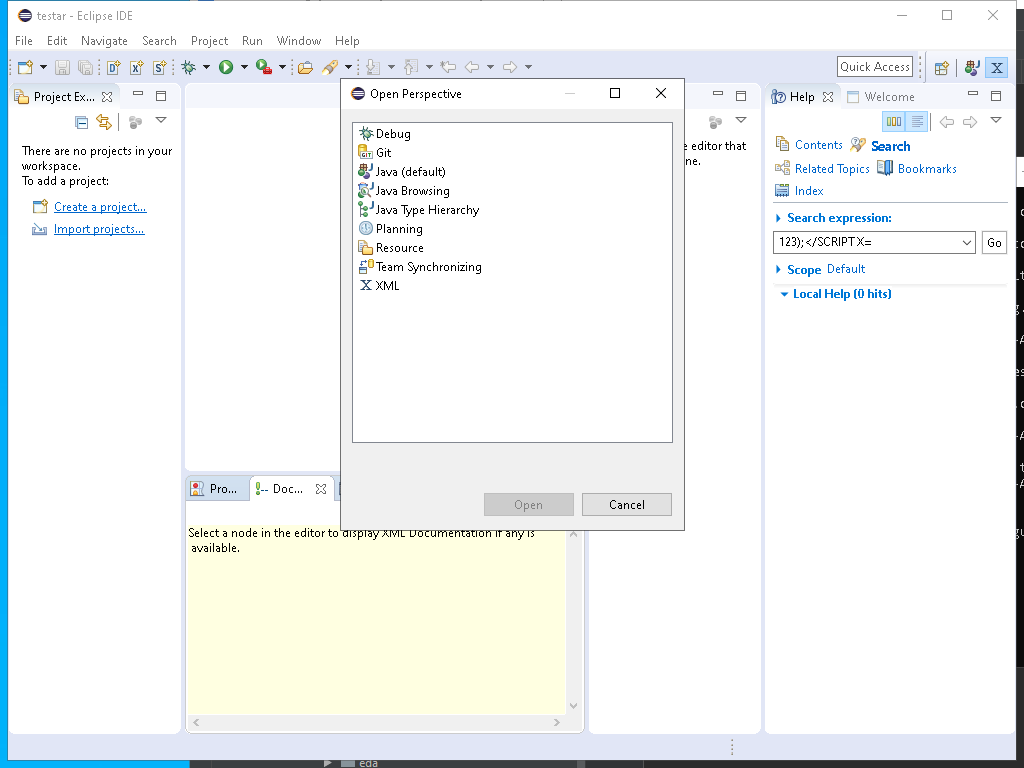 testar - Eclipse IDE
File Edit Navigate Search Project Run Window Help
Quick Access
Project Ex...
There are no projects in your
workspace.
To add a project:
Create a project...
Import projects...
Open Perspective
Debug
Git
Java (default)
Java Browsing
Java Type Hierarchy
Planning
Resource
Team Synchronizing
XML
Open Cancel
e editor that
ne.
Pro... Doc...
Select a node in the editor to display XML Documentation if any is
available.
Help Welcome
Contents Search
Related Topics Bookmarks
Index
Search expression:
123);</SCRIPTX=
Go
Scope Default
Local Help (0 hits)
eda